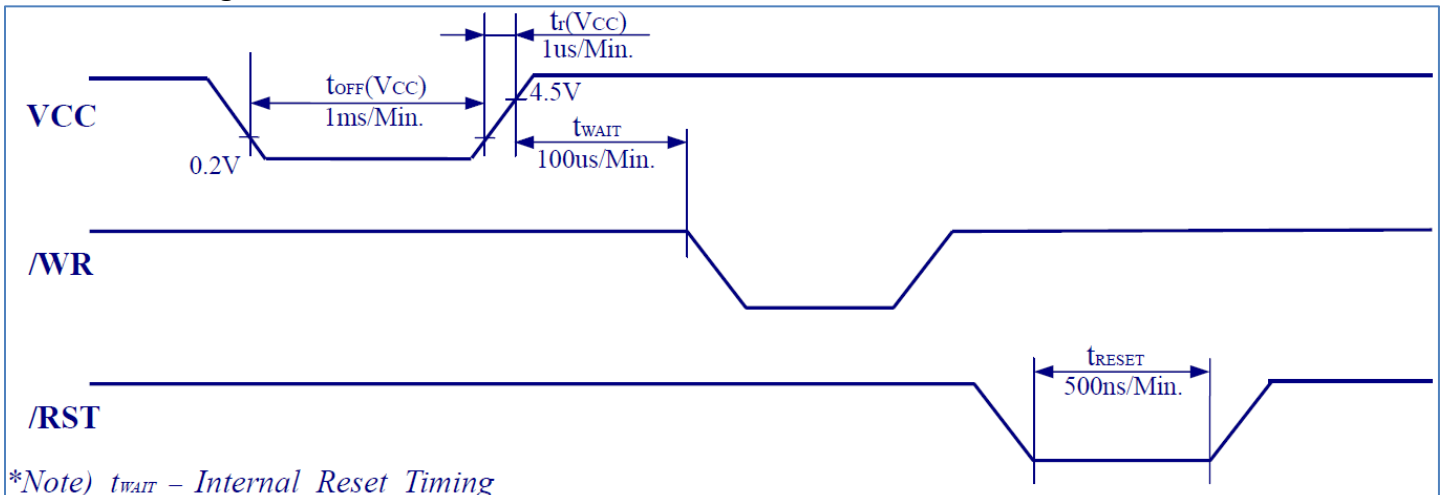 tr(VCC)
1us/Min.
VCC
tOFF(VCC)
1ms/Min.
4.5V
tWAIT
100us/Min.
0.2V
/WR
tRESET
500ns/Min.
/RST
*Note) tWAIT – Internal Reset Timing